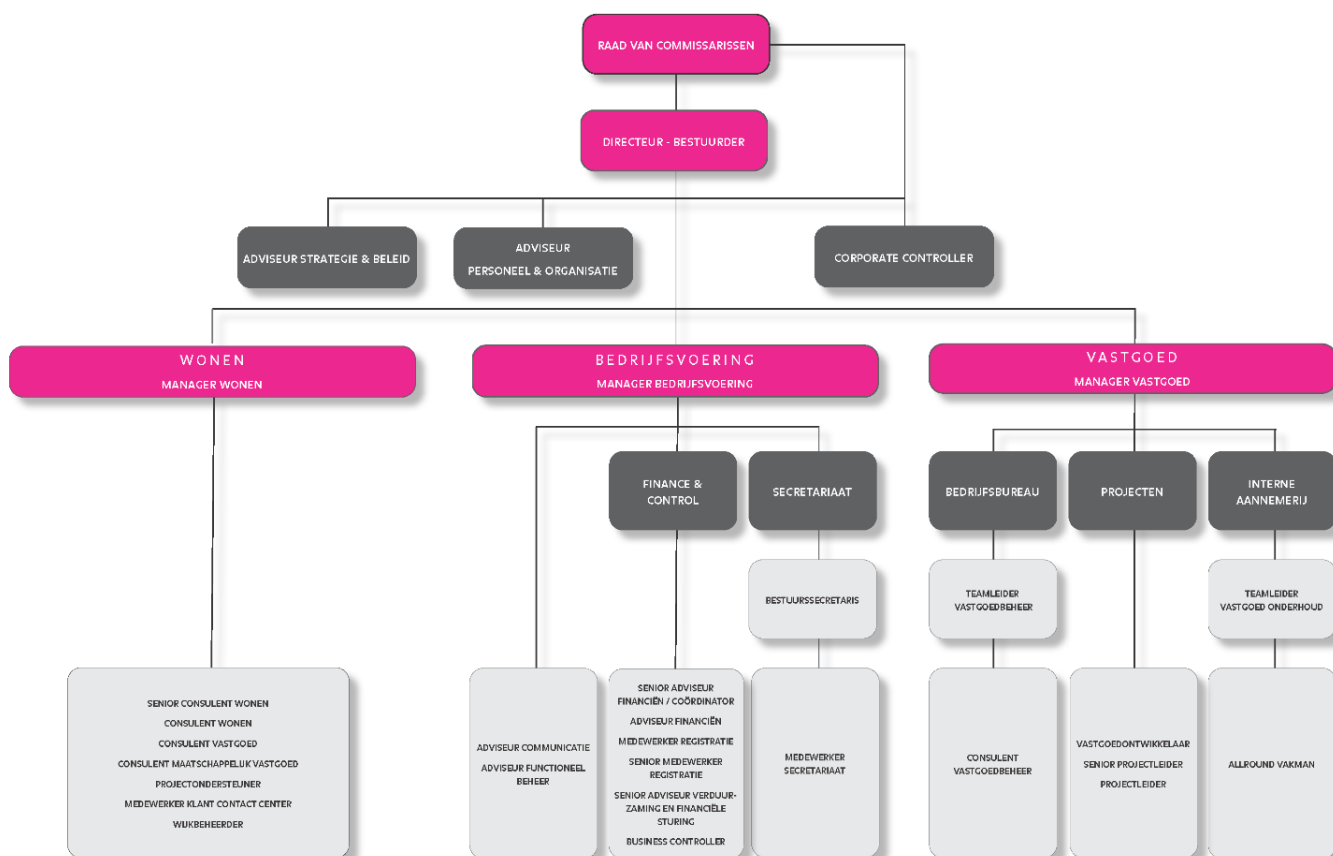 RAAD VAN COMMISSARISSEN
DIRECTEUR - BESTUURDER
ADVISEUR STRATEGIE & BELEID
ADVISEUR
PERSONEEL & ORGANISATIE
CORPORATE CONTROLLER
WONEN
MANAGER WONEN
BEDRIJFSVOERING
MANAGER BEDRIJFSVOERING
VASTGOED
MANAGER VASTGOED
FINANCE &
CONTROL
SECRETARIAAT
BEDRIJFSBUREAU
PROJECTEN
INTERNE
AANNEMERIJ
BESTUURSSECRETARIS
TEAMLEIDER
VASTGOEDBEHEER
TEAMLEIDER
VASTGOED ONDERHOUD
SENIOR CONSULENT WONEN
CONSULENT WONEN
CONSULENT VASTGOED
CONSULENT MAATSCHAPPELIJK VASTGOED
PROJECTONDERSTEUNER
MEDEWERKER KLANT CONTACT CENTER
WIJKBEHEERDER
ADVISEUR COMMUNICATIE
ADVISEUR FUNCTIONEEL
BEHEER
SENIOR ADVISEUR
FINANCIËN / COÖRDINATOR
ADVISEUR FINANCIËN
MEDEWERKER REGISTRATIE
SENIOR MEDEWERKER
REGISTRATIE
SENIOR ADVISEUR VERDUUR-
ZAMING EN FINANCIËLE
STURING
BUSINESS CONTROLLER
MEDEWERKER
SECRETARIAAT
CONSULENT
VASTGOEDBEHEER
VASTGOEDONTWIKKELAAR
SENIOR PROJECTLEIDER
PROJECTLEIDER
ALLROUND VAKMAN